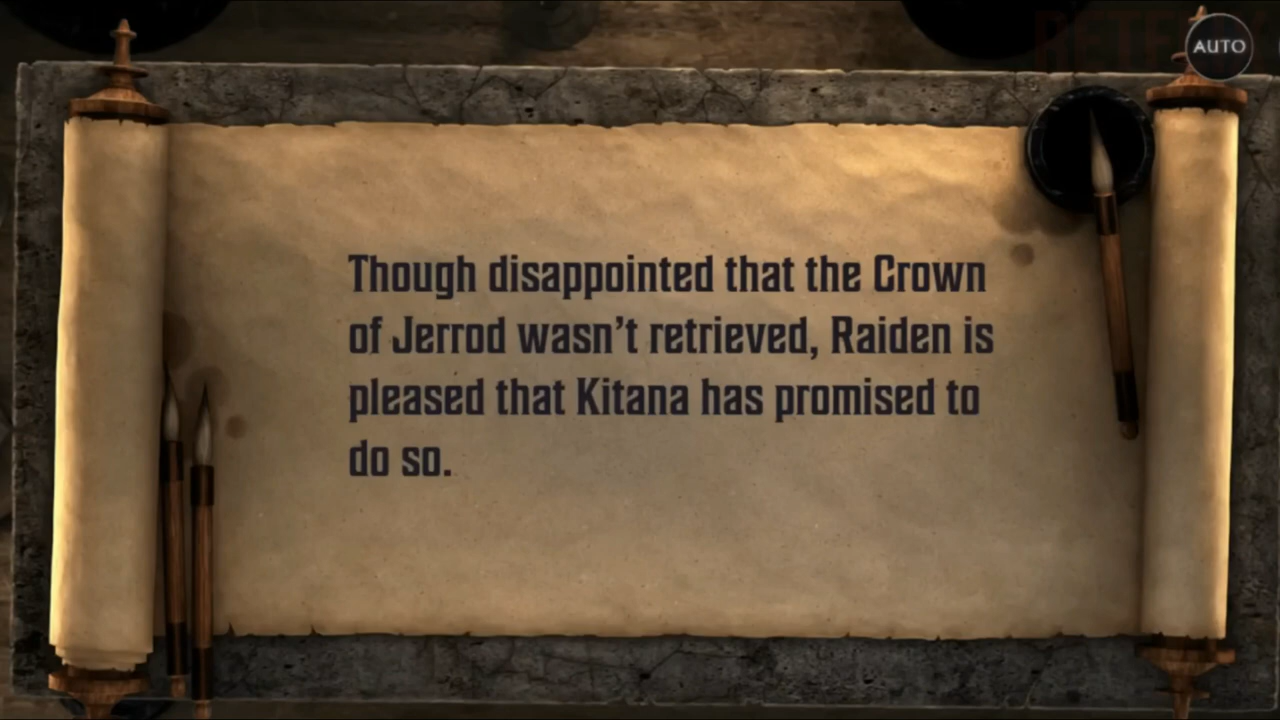 AUTO
Though disappointed that the Crown
of Jerrod wasn't retrieved, Raiden is
pleased that Kitana has promised to
do so.